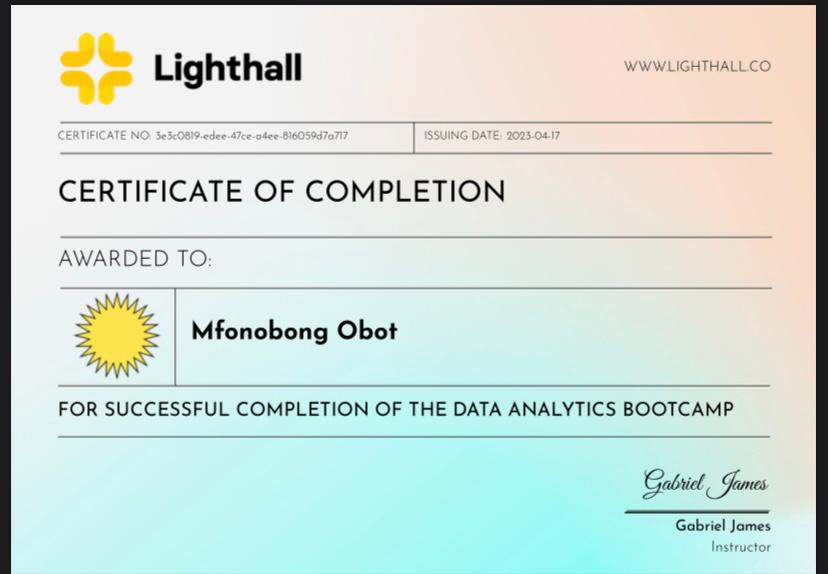 Lighthall
WWW.LIGHTHALL.CO
CERTIFICATE NO: 3e3c0819-edee-47ce-a4ee-816059d7a717
ISSUING DATE: 2023-04-17
CERTIFICATE OF COMPLETION
AWARDED TO:
Mfonobong Obot
FOR SUCCESSFUL COMPLETION OF THE DATA ANALYTICS BOOTCAMP
Gabriel James
Gabriel James
Instructor